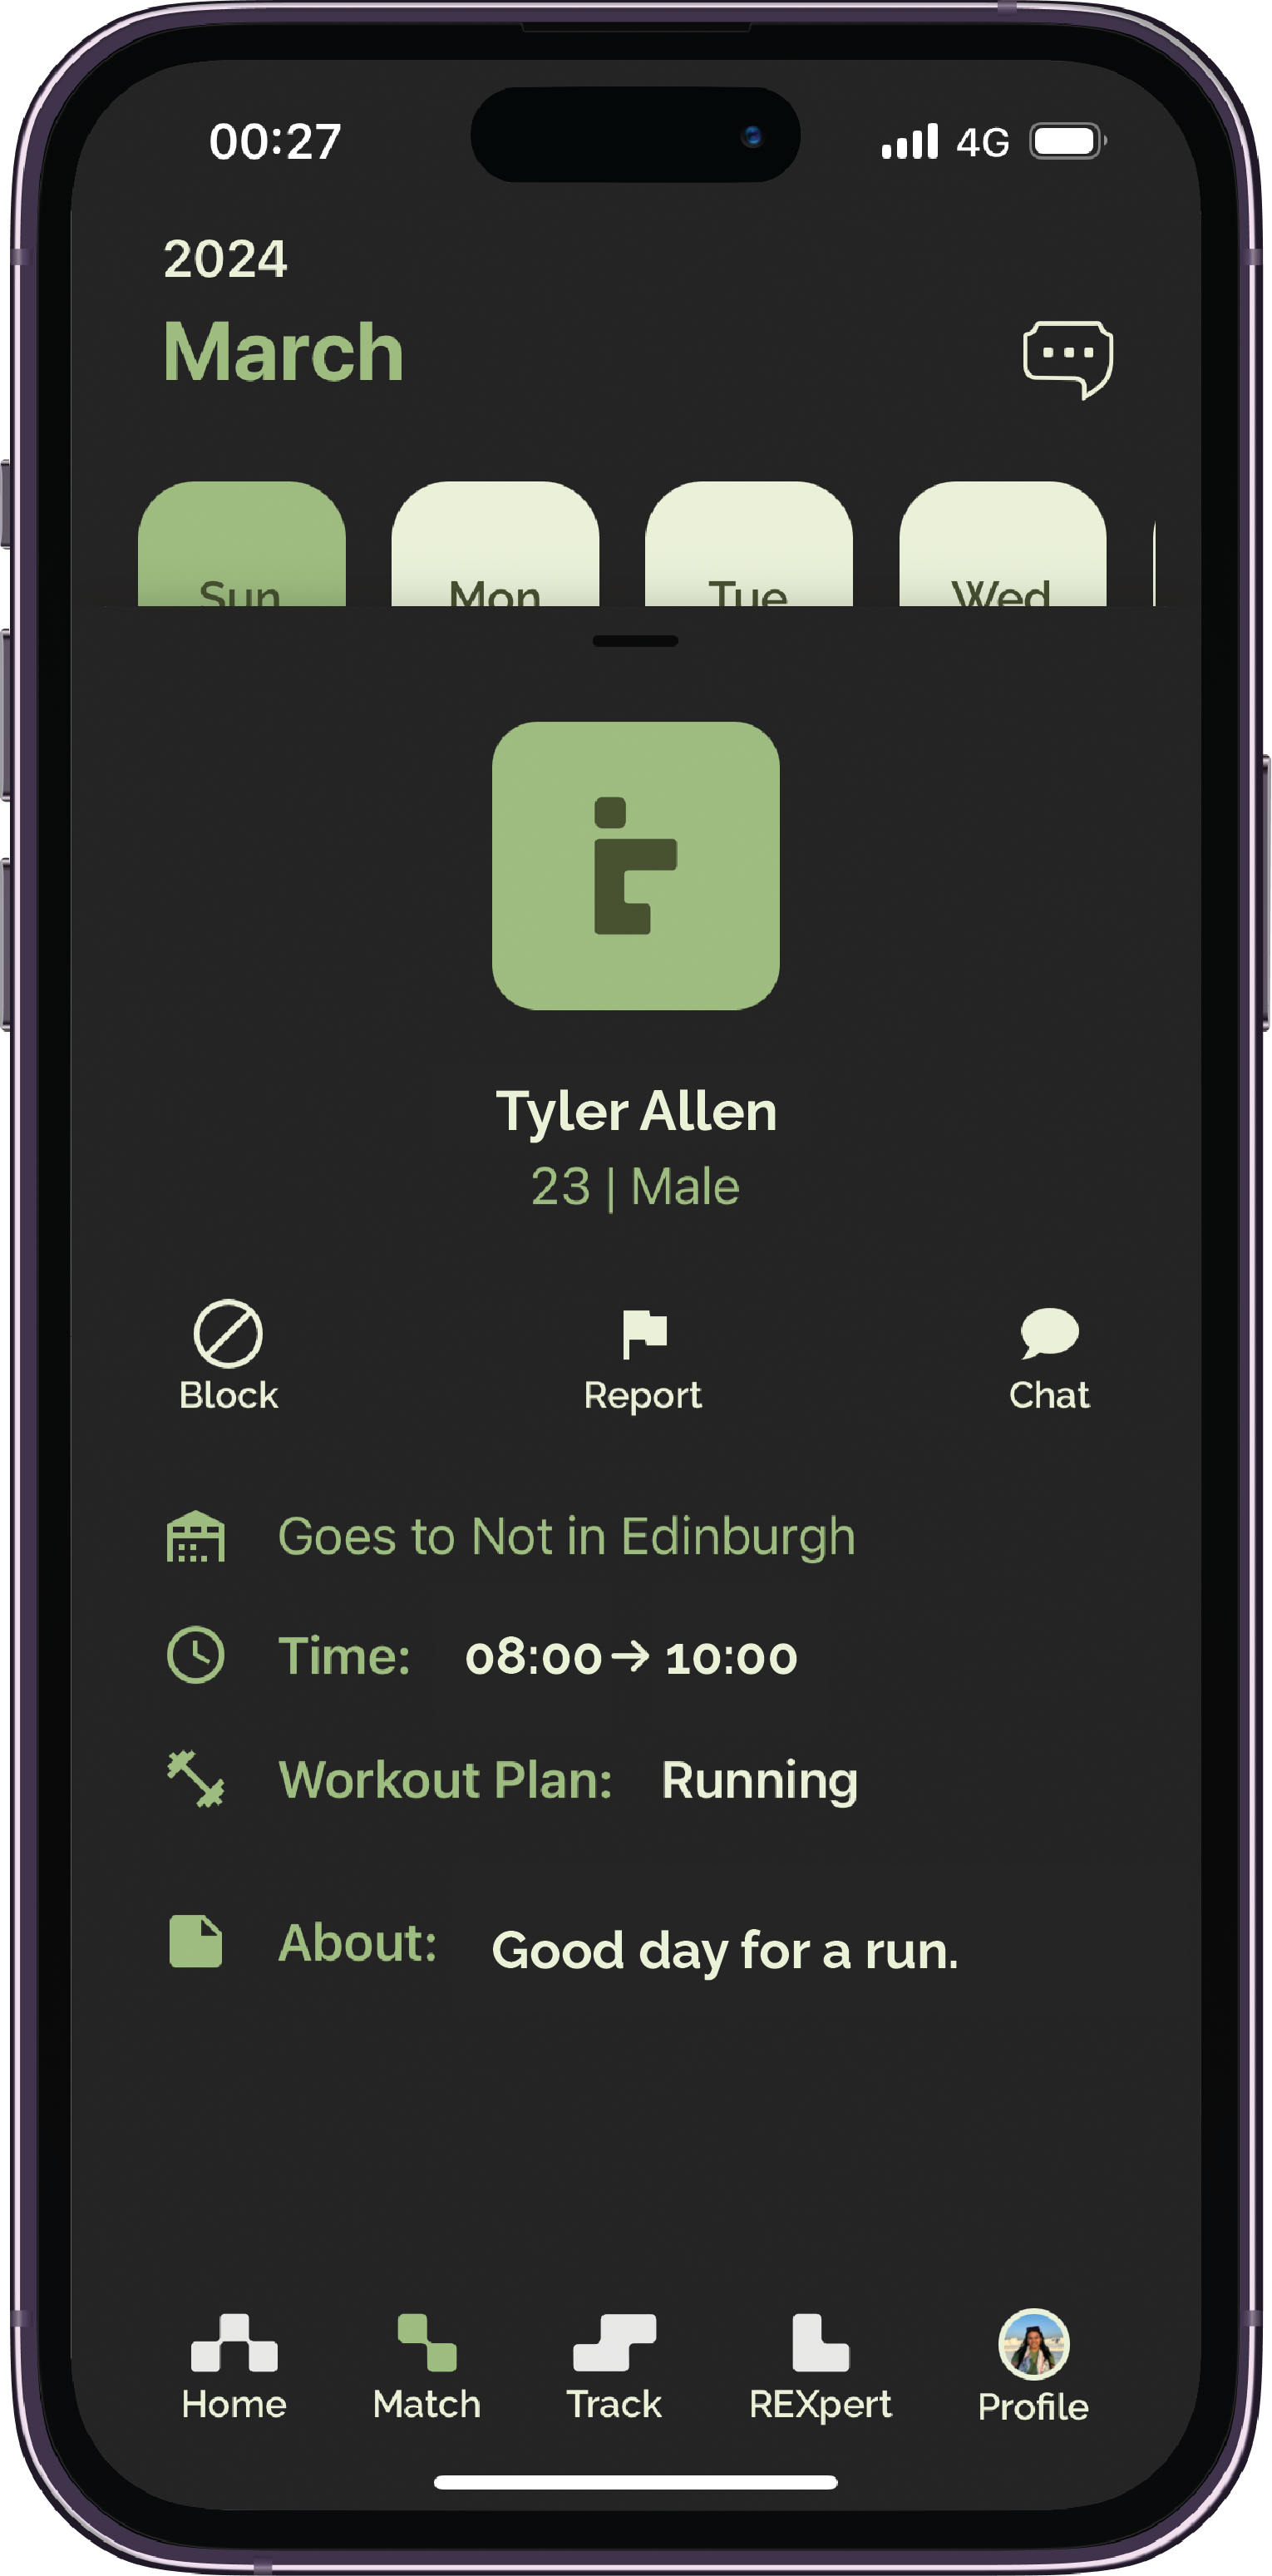 00:27 4G
2024
March
Sun Mon Tue Wed
Tyler Allen
23 | Male
Block Report Chat
Goes to Not in Edinburgh
Time: 08:00 → 10:00
Workout Plan: Running
About: Good day for a run.
Home Match Track REXpert Profile